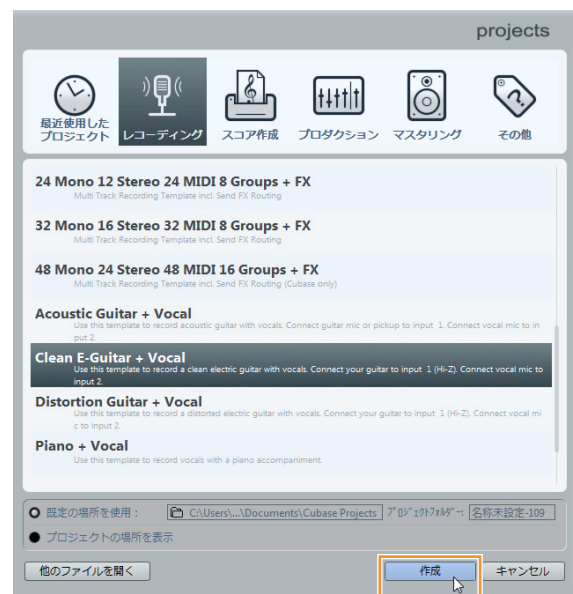 projects
最近使用した
プロジェクト
レコーディング
スコア作成
プロダクション
マスタリング
その他
24 Mono 12 Stereo 24 MIDI 8 Groups + FX
Multi Track Recording Template incl. Send FX Routing
32 Mono 16 Stereo 32 MIDI 8 Groups + FX
Multi Track Recording Template incl. Send FX Routing
48 Mono 24 Stereo 48 MIDI 16 Groups + FX
Multi Track Recording Template incl. Send FX Routing (Cubase only)
Acoustic Guitar + Vocal
Use this template to record acoustic guitar with vocals. Connect guitar mic or pickup to input 1. Connect vocal mic to in
put 2.
Clean E-Guitar + Vocal
Use this template to record a clean electric guitar with vocals. Connect your guitar to input 1 (Hi-Z). Connect vocal mic to
input 2.
Distortion Guitar + Vocal
Use this template to record a distorted electric guitar with vocals. Connect your guitar to input 1 (Hi-Z). Connect vocal mi
c to input 2.
Piano + Vocal
Use this template to record vocals with a piano accompaniment.
既定の場所を使用: C:\Users\...\Documents\Cubase Projects ﾌﾟﾛｼﾞｪｸﾄﾌｫﾙﾀﾞｰ: 名称未設定-109
プロジェクトの場所を表示
他のファイルを開く 作成 キャンセル